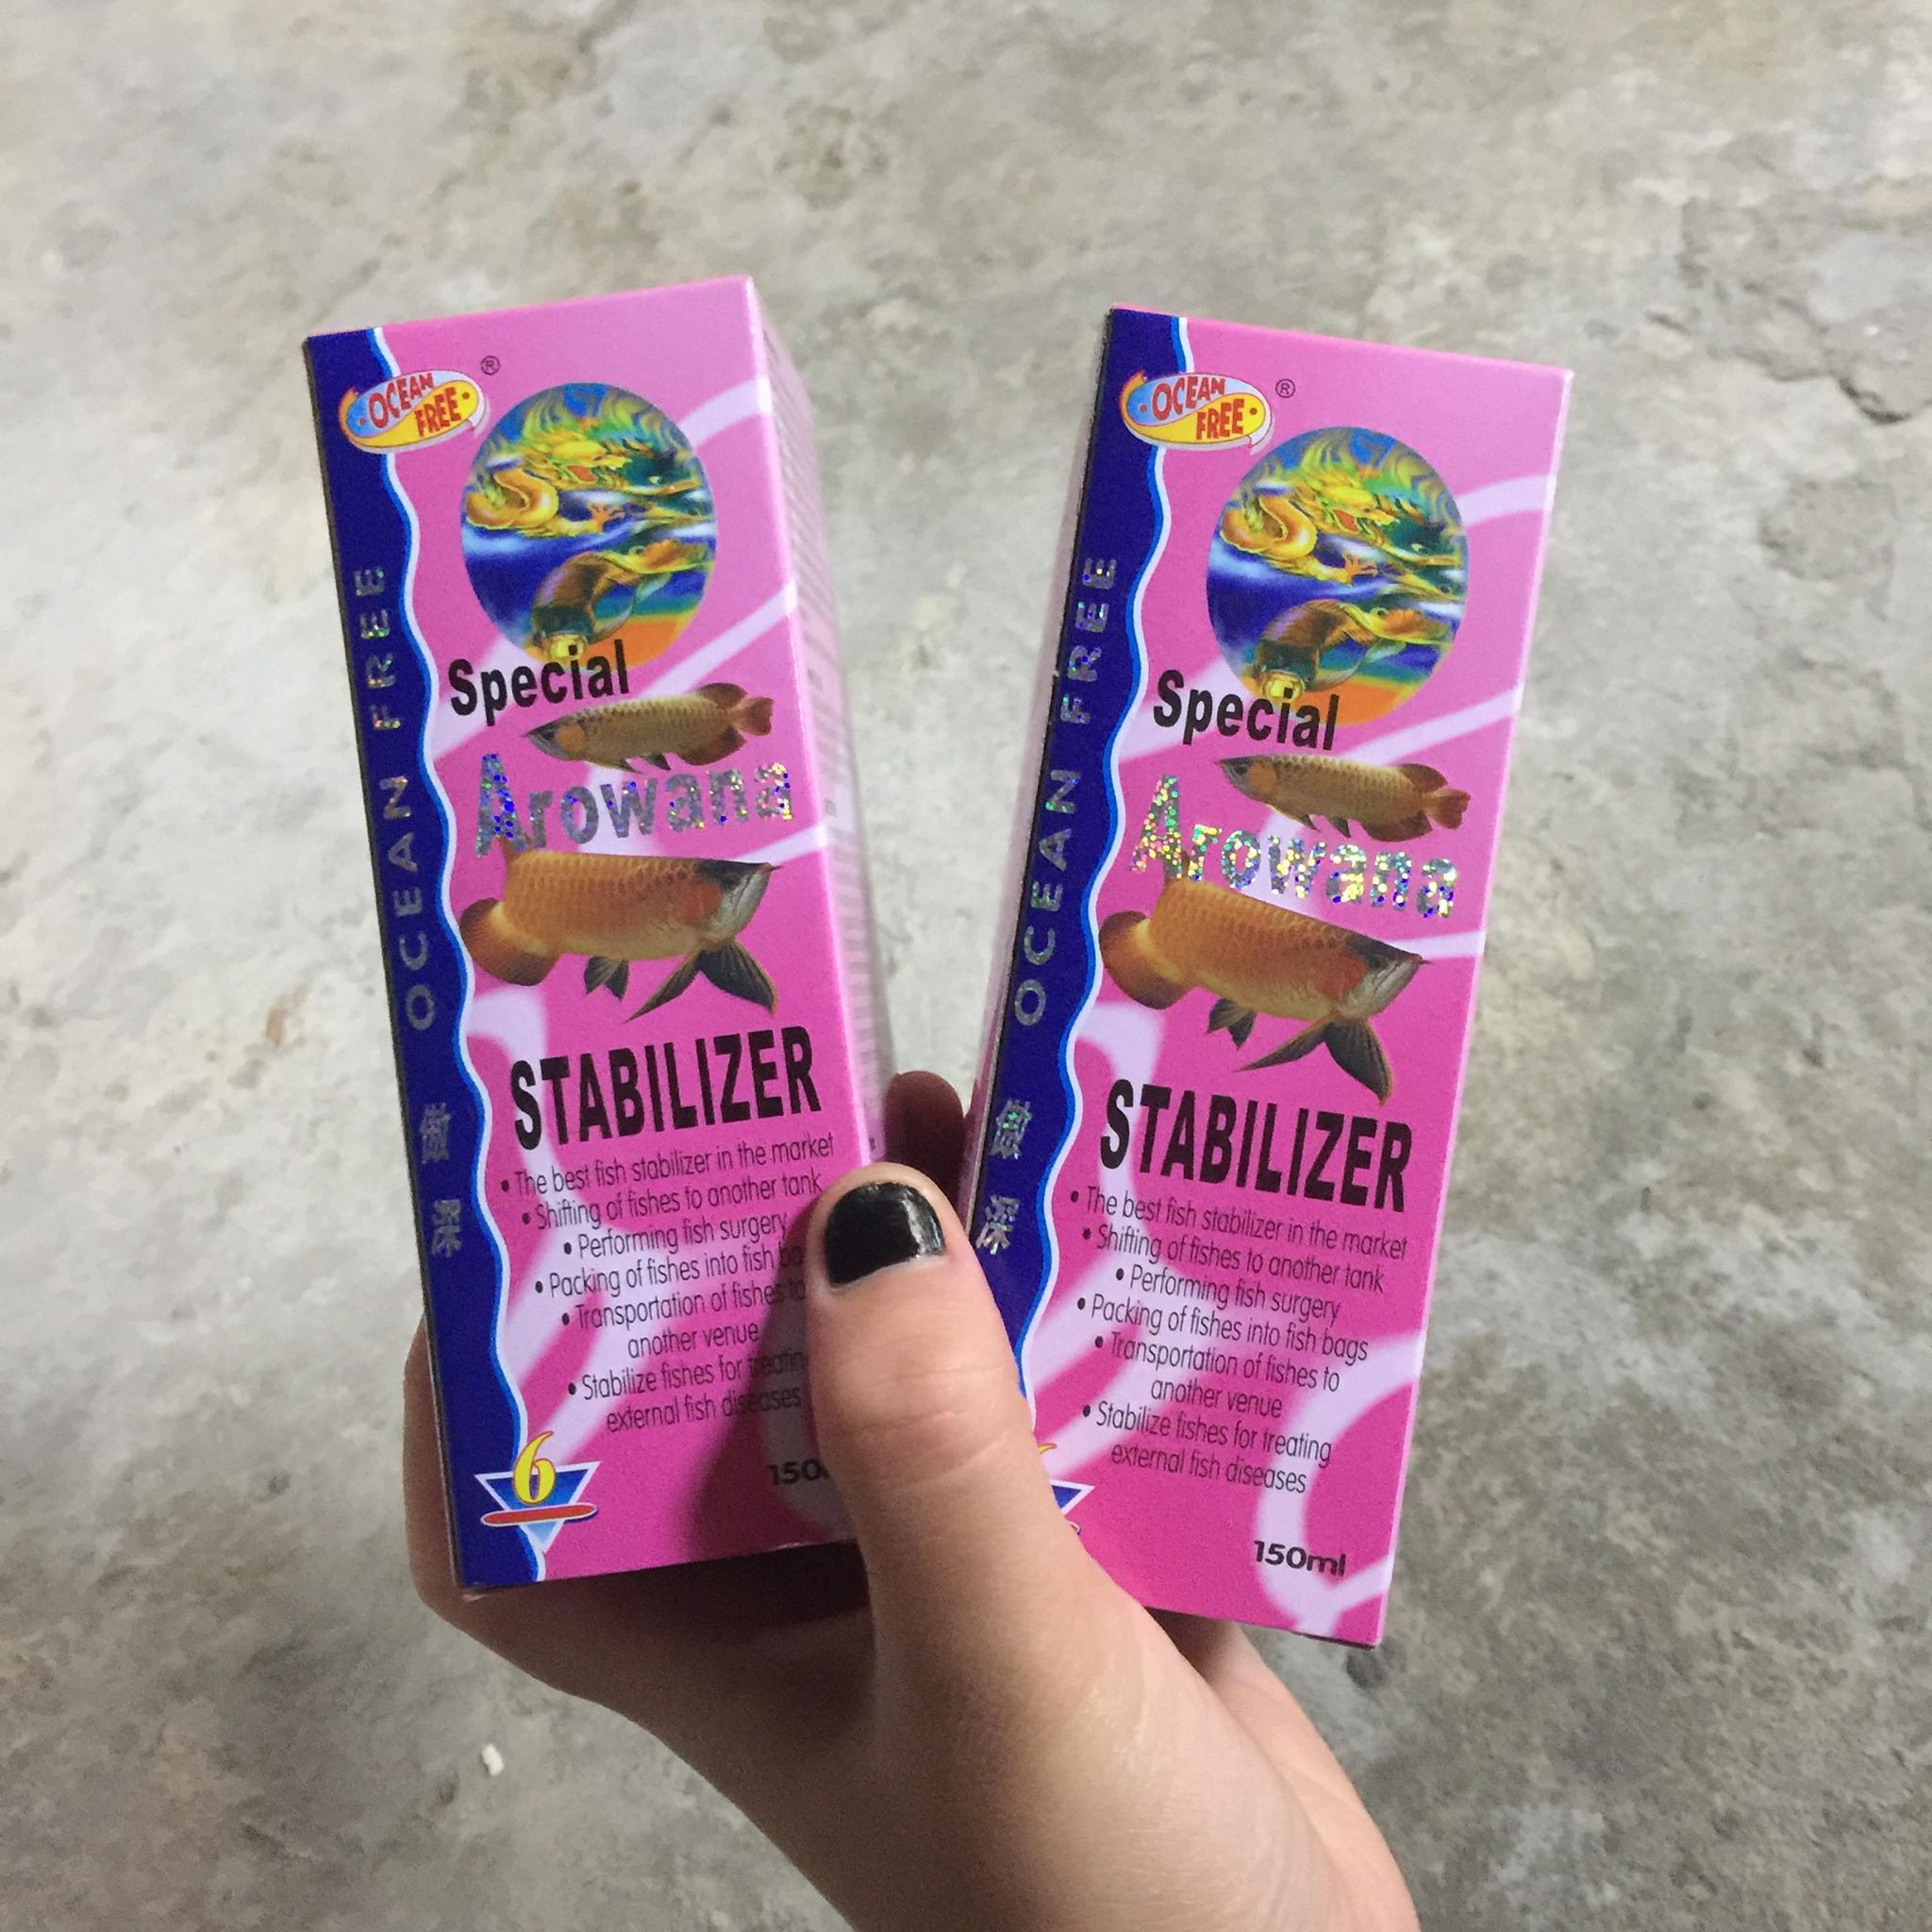 OCEAN
FREE
®
OCEAN FREE
Special
Arowana
STABILIZER
• The best fish stabilizer in the market
• Shifting of fishes to another tank
• Performing fish surgery
• Packing of fishes into fish
• Transportation of fishes
another venue
• Stabilize fishes for treating
external fish diseases
6
OCEAN
FREE
®
OCEAN FREE
Special
Arowana
STABILIZER
• The best fish stabilizer in the market
• Shifting of fishes to another tank
• Performing fish surgery
• Packing of fishes into fish bags
• Transportation of fishes to
another venue
• Stabilize fishes for treating
external fish diseases
150ml